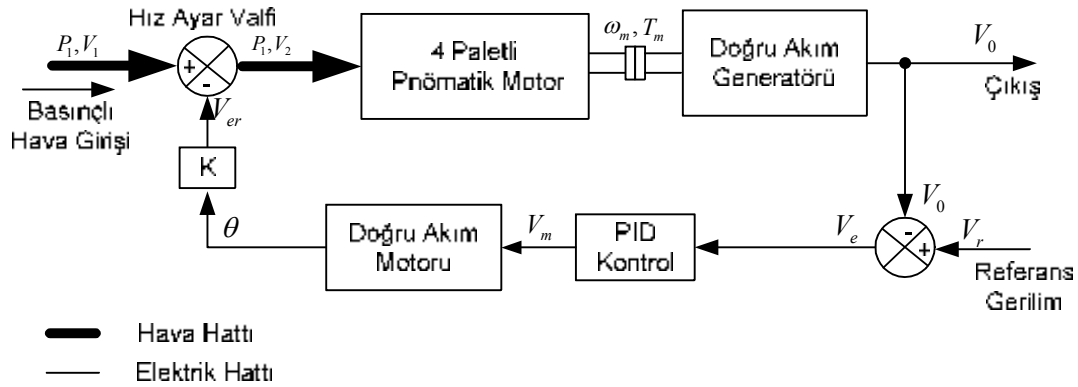 Hız Ayar Valfi
P₁, V₁
P₁, V₂
+
-
Basınçlı
Hava Girişi
4 Paletli
Pnömatik Motor
ωₘ, Tₘ
Doğru Akım
Generatörü
V₀
Çıkış
Vₑᵣ
K
θ
Doğru Akım
Motoru
Vₘ
PID
Kontrol
Vₑ
V₀
-
+
Vᵣ
Referans
Gerilim
Hava Hattı
Elektrik Hattı